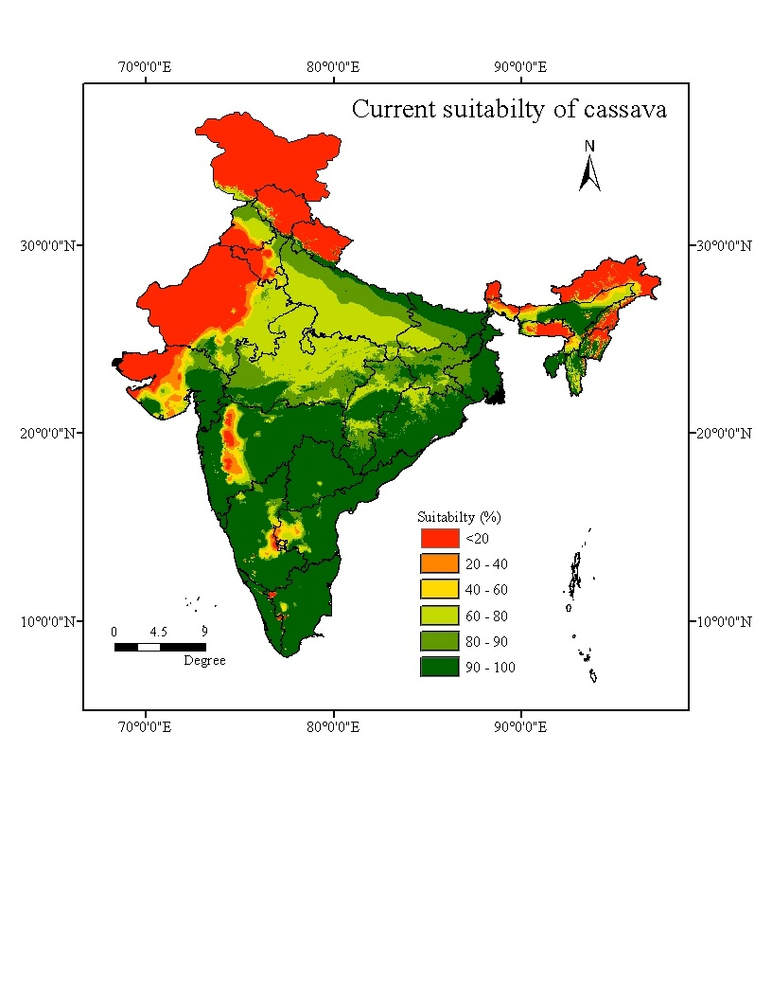 70°0'0"E 80°0'0"E 90°0'0"E
Current suitabilty of cassava
N
30°0'0"N 30°0'0"N
20°0'0"N 20°0'0"N
Suitabilty (%)
<20
20 - 40
40 - 60
60 - 80
80 - 90
90 - 100
10°0'0"N 10°0'0"N
0 4.5 9
Degree
70°0'0"E 80°0'0"E 90°0'0"E